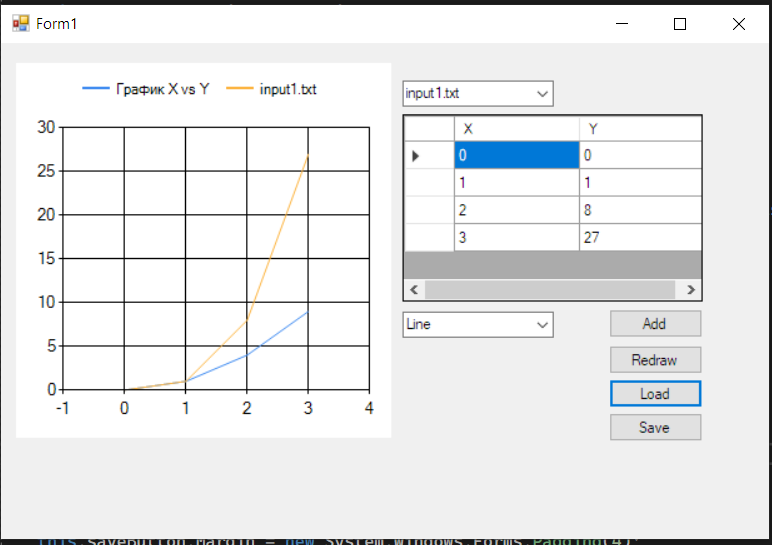 Form1
График X vs Y input1.txt
30
25
20
15
10
5
0
-1 0 1 2 3 4
input1.txt
X Y
0 0
1 1
2 8
3 27
Line
Add
Redraw
Load
Save
this.SaveButton.Margin = new System.Windows.Forms.Padding(4);